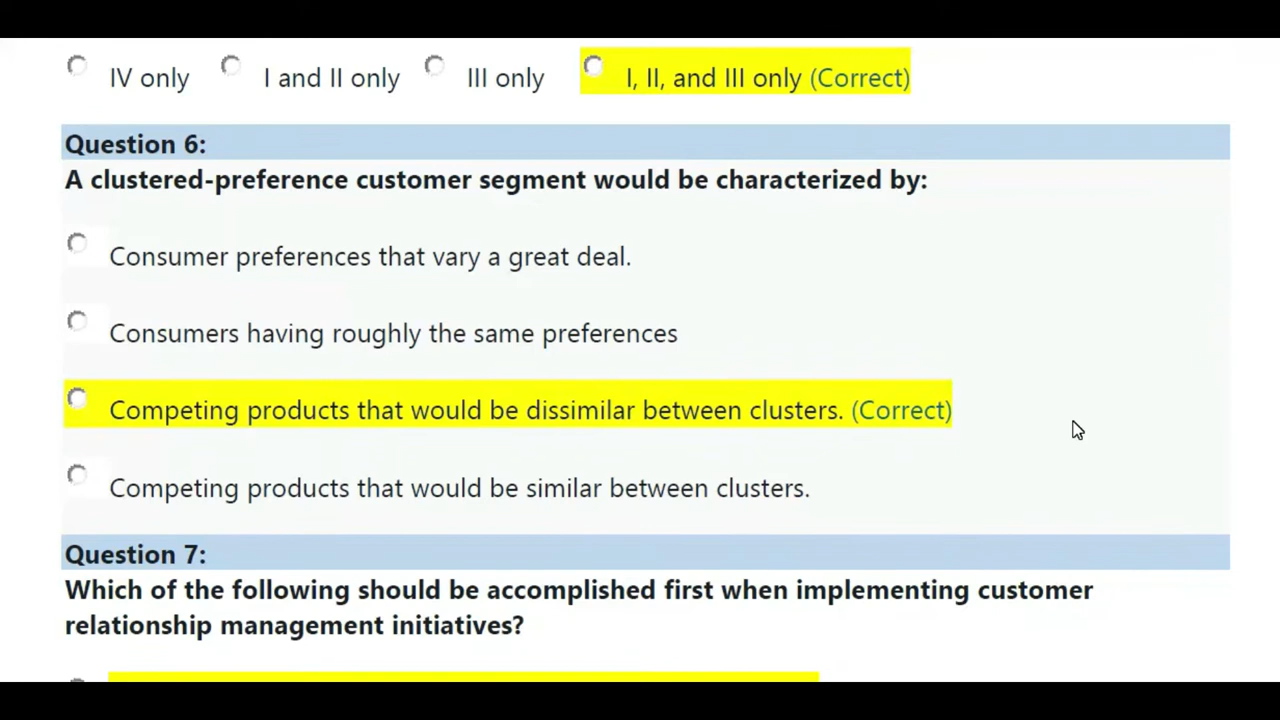 IV only I and II only III only I, II, and III only (Correct)
Question 6:
A clustered-preference customer segment would be characterized by:
Consumer preferences that vary a great deal.
Consumers having roughly the same preferences
Competing products that would be dissimilar between clusters. (Correct)
Competing products that would be similar between clusters.
Question 7:
Which of the following should be accomplished first when implementing customer
relationship management initiatives?